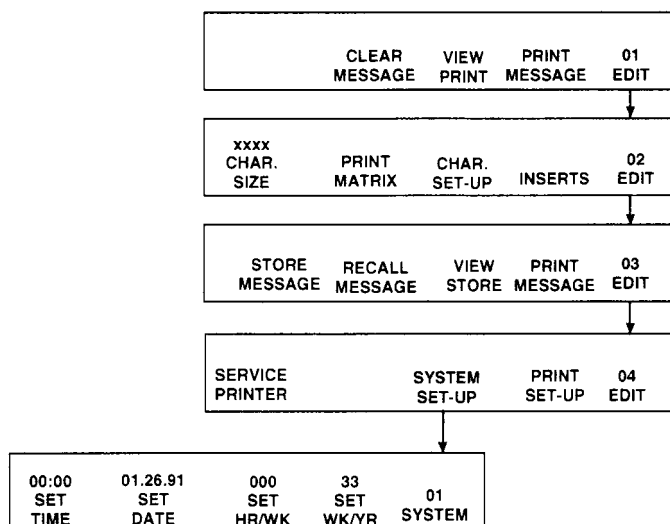 CLEAR VIEW PRINT 01
MESSAGE PRINT MESSAGE EDIT
xxxx
CHAR. PRINT CHAR. 02
SIZE MATRIX SET-UP INSERTS EDIT
STORE RECALL VIEW PRINT 03
MESSAGE MESSAGE STORE MESSAGE EDIT
SERVICE SYSTEM PRINT 04
PRINTER SET-UP SET-UP EDIT
00:00 01.26.91 000 33
SET SET SET SET 01
TIME DATE HR/WK WK/YR SYSTEM